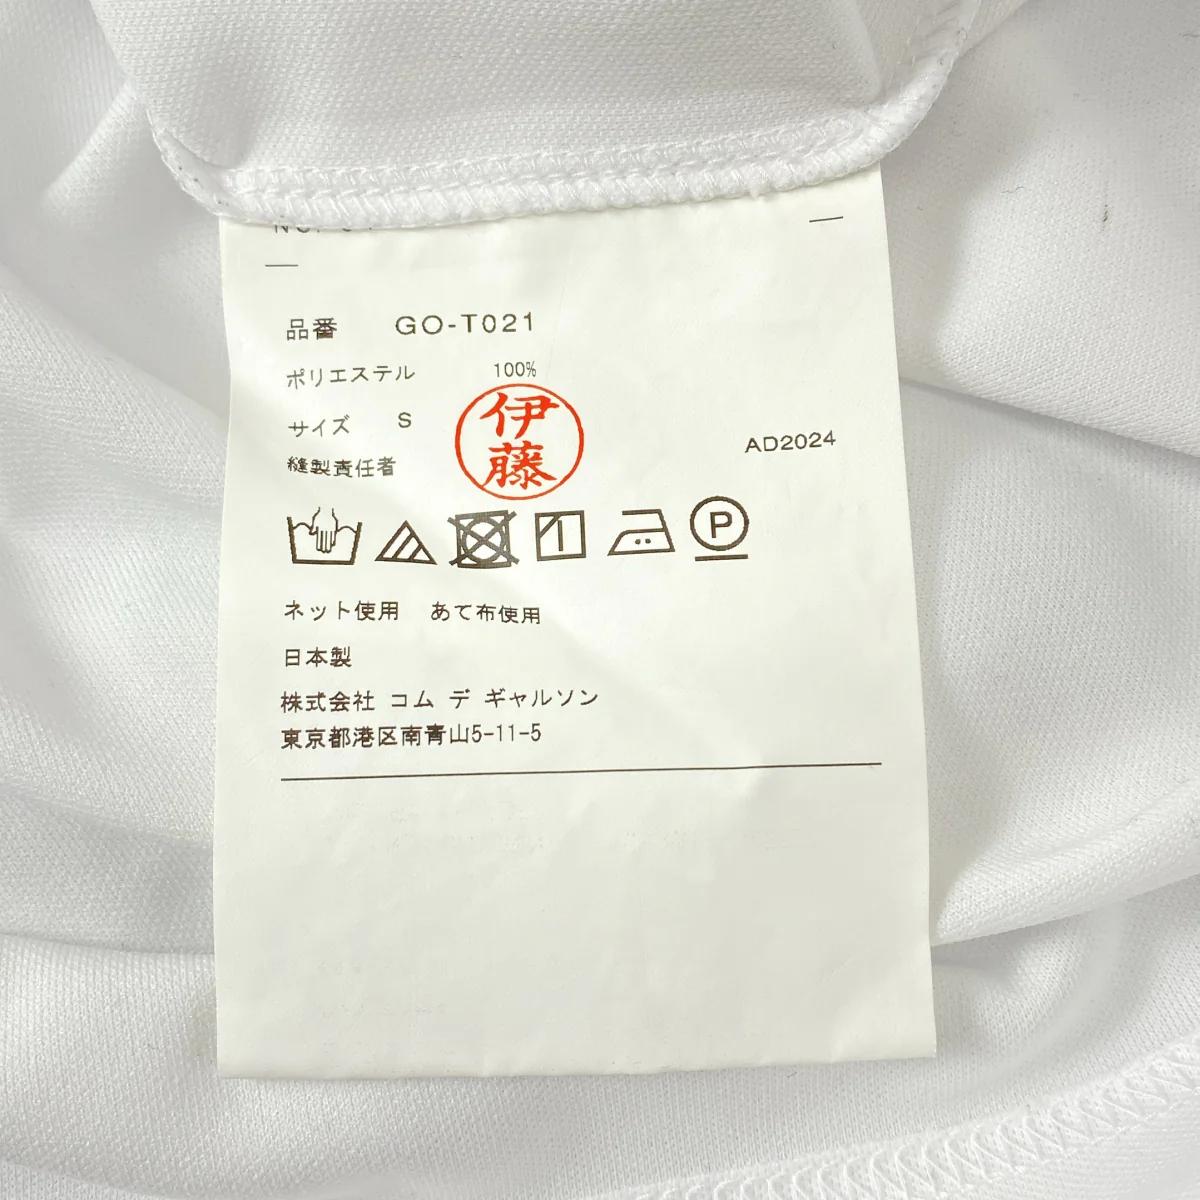 品番 GO-T021
ポリエステル 100%
サイズ S
縫製責任者 伊藤
AD2024
P
ネット使用 あて布使用
日本製
株式会社 コム デ ギャルソン
東京都港区南青山5-11-5